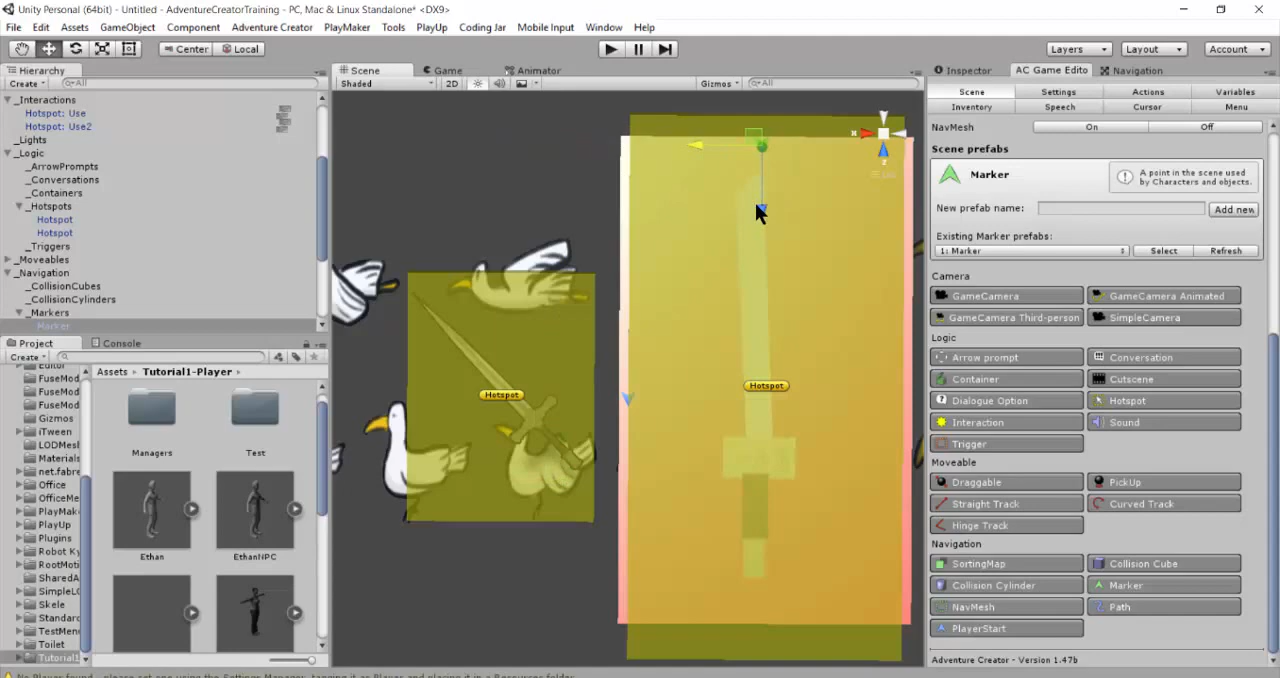 Unity Personal (64bit) - Untitled - AdventureCreatorTraining - PC, Mac & Linux Standalone* <DX9>
File Edit Assets GameObject Component Adventure Creator PlayMaker Tools PlayUp Coding Jar Mobile Input Window Help
Center Local Layers Layout Account
Hierarchy Scene Game Animator Inspector AC Game Edito Navigation
Create All Shaded 2D Gizmos All Scene Settings Actions Variables
Inventory Speech Cursor Menu
_Interactions
Hotspot: Use
Hotspot: Use2
_Lights
_Logic
_ArrowPrompts
_Conversations
_Containers
_Hotspots
Hotspot
Hotspot
_Triggers
_Moveables
_Navigation
_CollisionCubes
_CollisionCylinders
_Markers
Marker
Project Console
Create
Assets Tutorial1-Player
Editor
FuseMod
FuseMod
FuseMod
Gizmos
iTween
LODMesh
Materials
net.fabre
Office
OfficeMe
PlayMak
PlayUp
Plugins
Robot Ky
RootMotio
SharedA
SimpleLO
Skele
Standard
TestMen
Toilet
Tutorial1
Managers Test
Ethan EthanNPC
x
z
Hotspot
Hotspot
NavMesh On Off
Scene prefabs
Marker
A point in the scene used
by Characters and objects.
New prefab name: Add new
Existing Marker prefabs:
1: Marker Select Refresh
Camera
GameCamera GameCamera Animated
GameCamera Third-person SimpleCamera
Logic
Arrow prompt Conversation
Container Cutscene
Dialogue Option Hotspot
Interaction Sound
Trigger
Moveable
Draggable PickUp
Straight Track Curved Track
Hinge Track
Navigation
SortingMap Collision Cube
Collision Cylinder Marker
NavMesh Path
PlayerStart
Adventure Creator - Version 1.47b
No Player found - please set one using the Settings Manager, tagging it as Player and placing it in a Resources folder